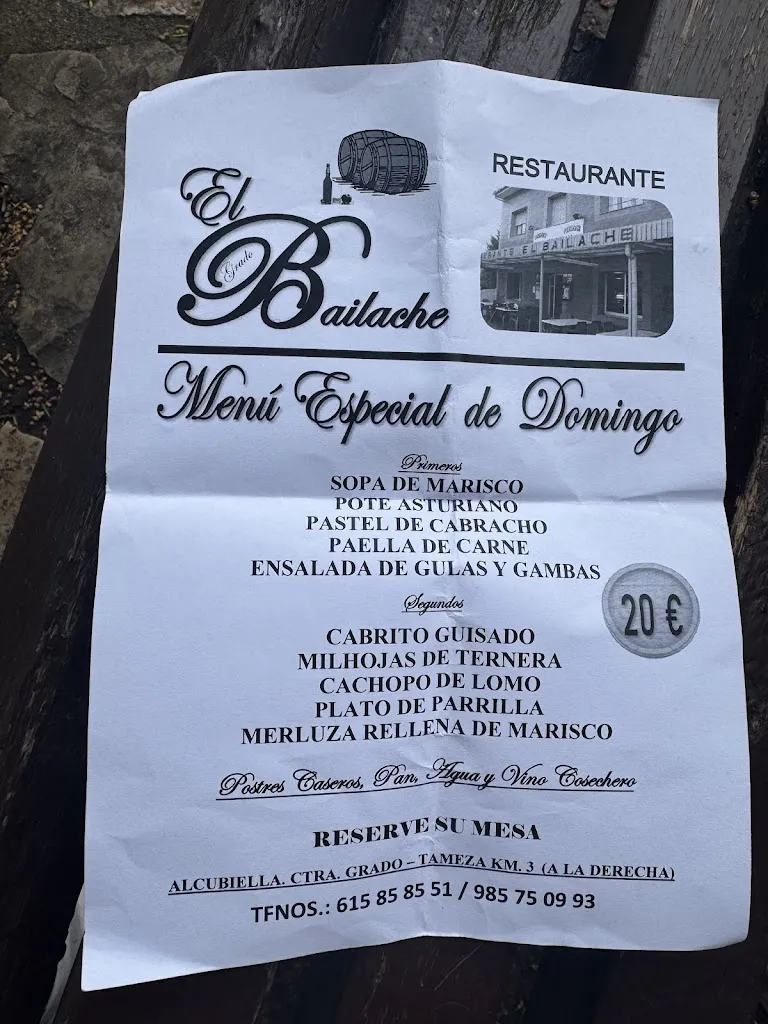 El
Grado
Bailache
RESTAURANTE
RANTE EL BAILACHE
Menú Especial de Domingo
Primeros
SOPA DE MARISCO
POTE ASTURIANO
PASTEL DE CABRACHO
PAELLA DE CARNE
ENSALADA DE GULAS Y GAMBAS
20 €
Segundos
CABRITO GUISADO
MILHOJAS DE TERNERA
CACHOPO DE LOMO
PLATO DE PARRILLA
MERLUZA RELLENA DE MARISCO
Postres Caseros, Pan, Agua y Vino Cosechero
RESERVE SU MESA
ALCUBIELLA. CTRA. GRADO – TAMEZA KM. 3 (A LA DERECHA)
TFNOS.: 615 85 85 51 / 985 75 09 93